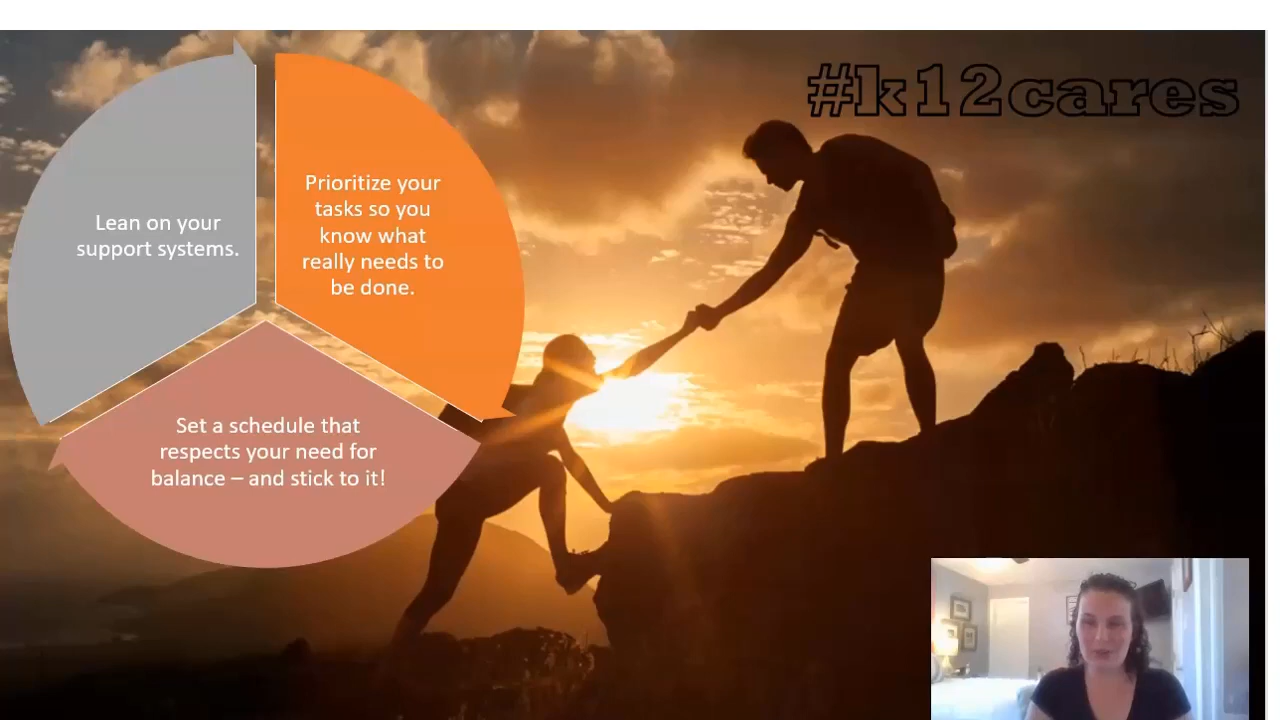 #k12cares
Prioritize your
tasks so you
know what
really needs to
be done.
Lean on your
support systems.
Set a schedule that
respects your need for
balance – and stick to it!